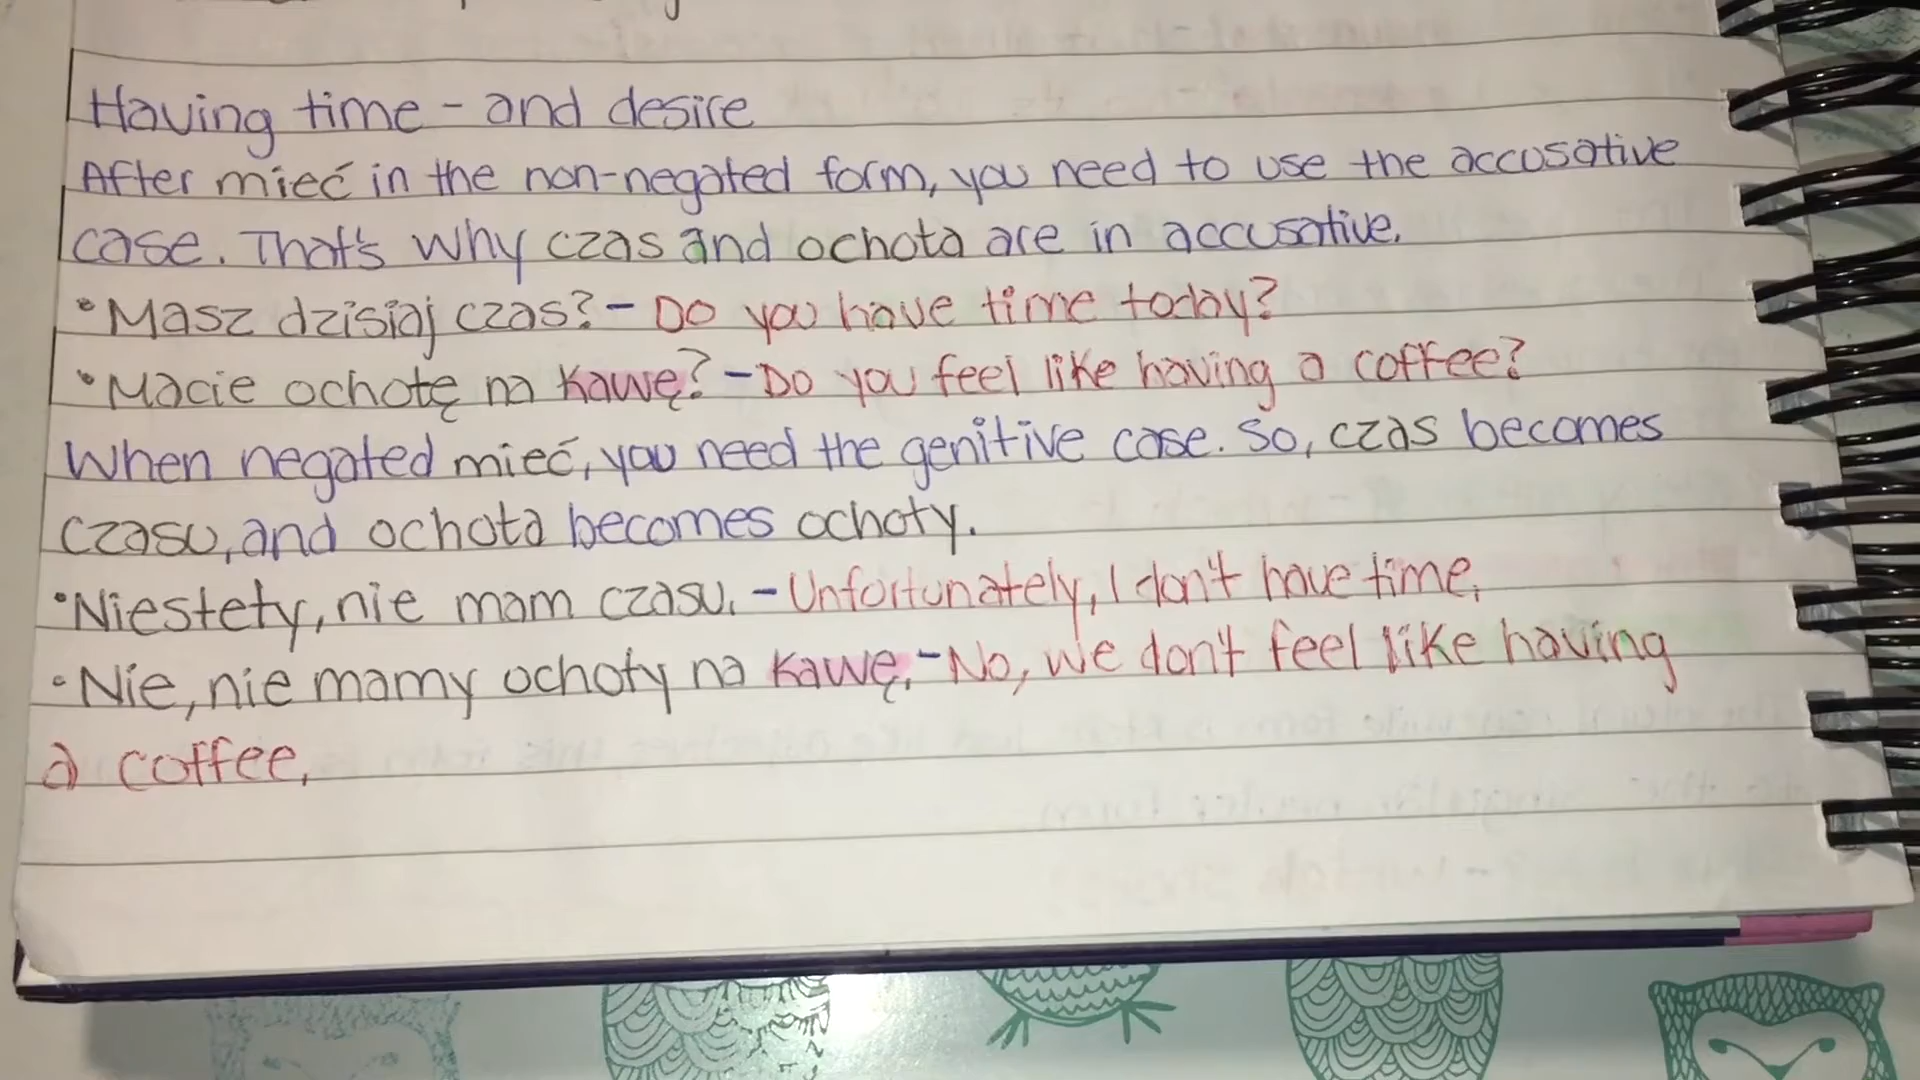 Having time - and desire
After mieć in the non-negated form, you need to use the accusative
case. That's why czas and ochota are in accusative.
•Masz dzisiaj czas? - Do you have time today?
•Macie ochotę na kawę? - Do you feel like having a coffee?
When negated mieć, you need the genitive case. So, czas becomes
czasu, and ochota becomes ochoty.
•Niestety, nie mam czasu. - Unfortunately, I don't have time.
•Nie, nie mamy ochoty na kawę. - No, we don't feel like having
a coffee.